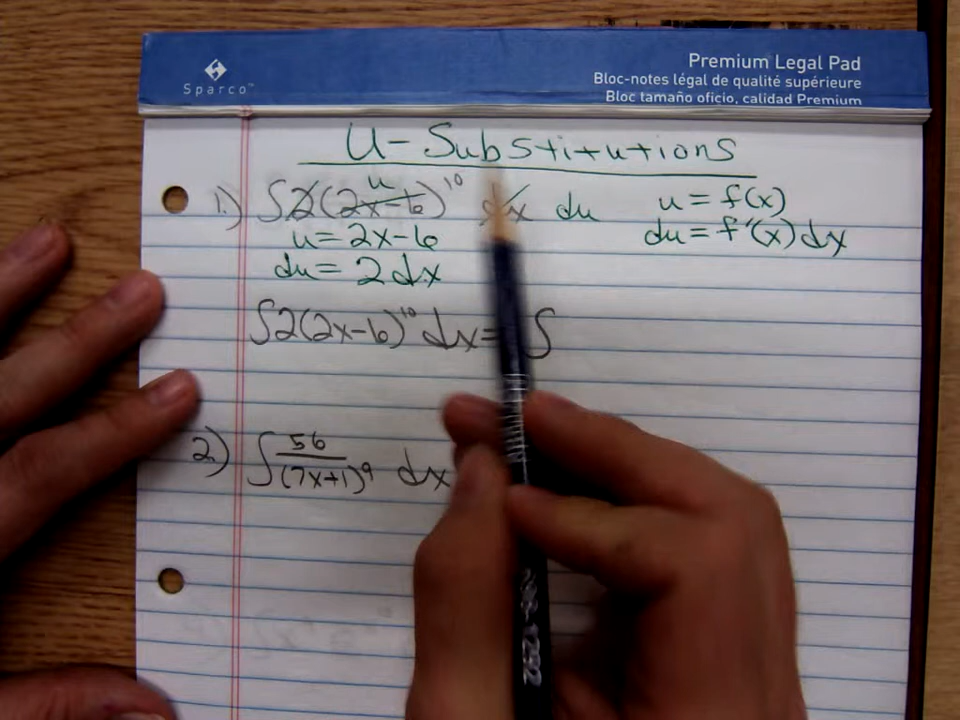 Premium Legal Pad
Sparco™
Bloc-notes légal de qualité supérieure
Bloc tamaño oficio, calidad Premium
U-Substitutions
1.) ∫2(2x-6)^10 dx du
u
u = f(x)
u = 2x-6
du = f'(x)dx
du = 2dx
∫2(2x-6)^10 dx = ∫
2.) ∫ 56/(7x+1)^9 dx